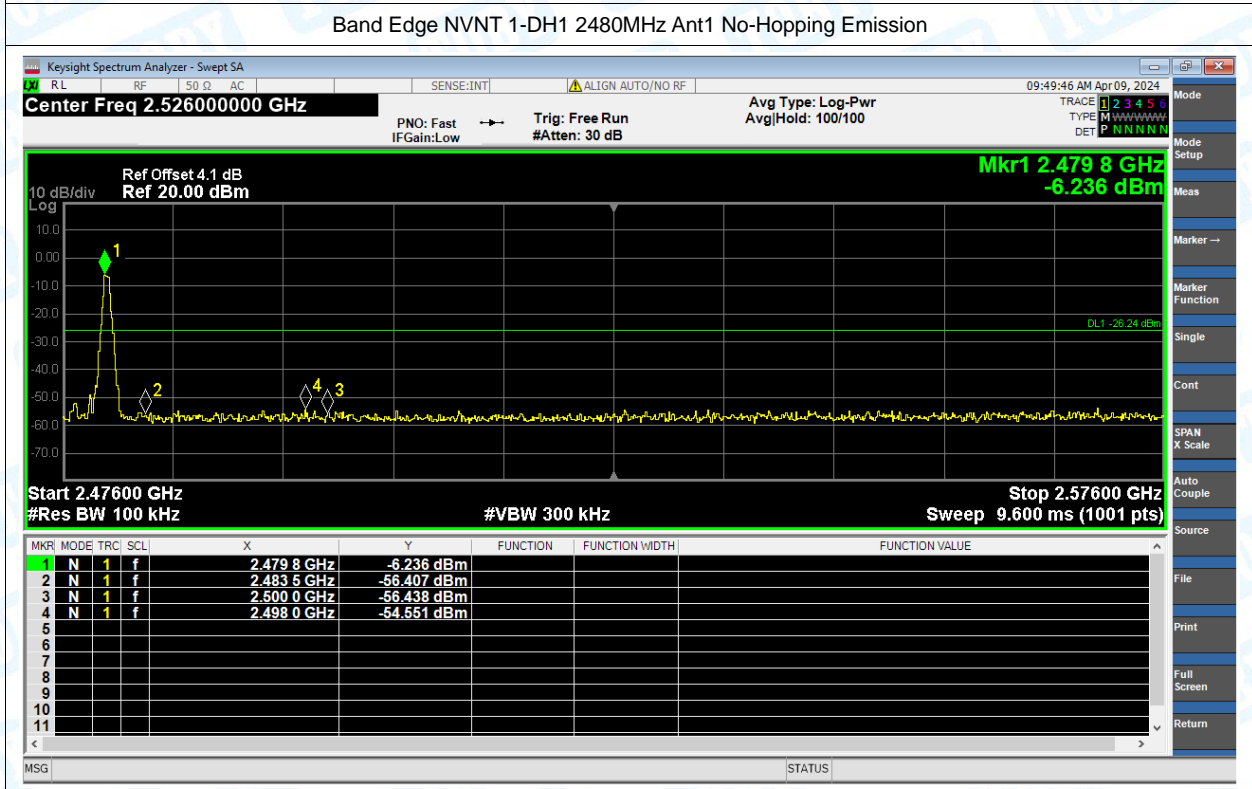 Band Edge NVNT 1-DH1 2480MHz Ant1 No-Hopping Emission
Keysight Spectrum Analyzer - Swept SA
LXI RL RF 50 Ω AC SENSE:INT ALIGN AUTO/NO RF 09:49:46 AM Apr 09, 2024
Center Freq 2.526000000 GHz
PNO: Fast
IFGain:Low
Trig: Free Run
#Atten: 30 dB
Avg Type: Log-Pwr
Avg|Hold: 100/100
TRACE 1 2 3 4 5 6
TYPE M WWWWW
DET P N N N N N
Mkr1 2.479 8 GHz
-6.236 dBm
Ref Offset 4.1 dB
10 dB/div Ref 20.00 dBm
Log
10.0
0.00
-10.0
-20.0
-30.0
-40.0
-50.0
-60.0
-70.0
1
2
4
3
DL1 -26.24 dBm
Start 2.47600 GHz Stop 2.57600 GHz
#Res BW 100 kHz #VBW 300 kHz Sweep 9.600 ms (1001 pts)
MKR MODE TRC SCL X Y FUNCTION FUNCTION WIDTH FUNCTION VALUE
1 N 1 f 2.479 8 GHz -6.236 dBm
2 N 1 f 2.483 5 GHz -56.407 dBm
3 N 1 f 2.500 0 GHz -56.438 dBm
4 N 1 f 2.498 0 GHz -54.551 dBm
5
6
7
8
9
10
11
MSG STATUS
Mode
Mode
Setup
Meas
Marker →
Marker
Function
Single
Cont
SPAN
X Scale
Auto
Couple
Source
File
Print
Full
Screen
Return